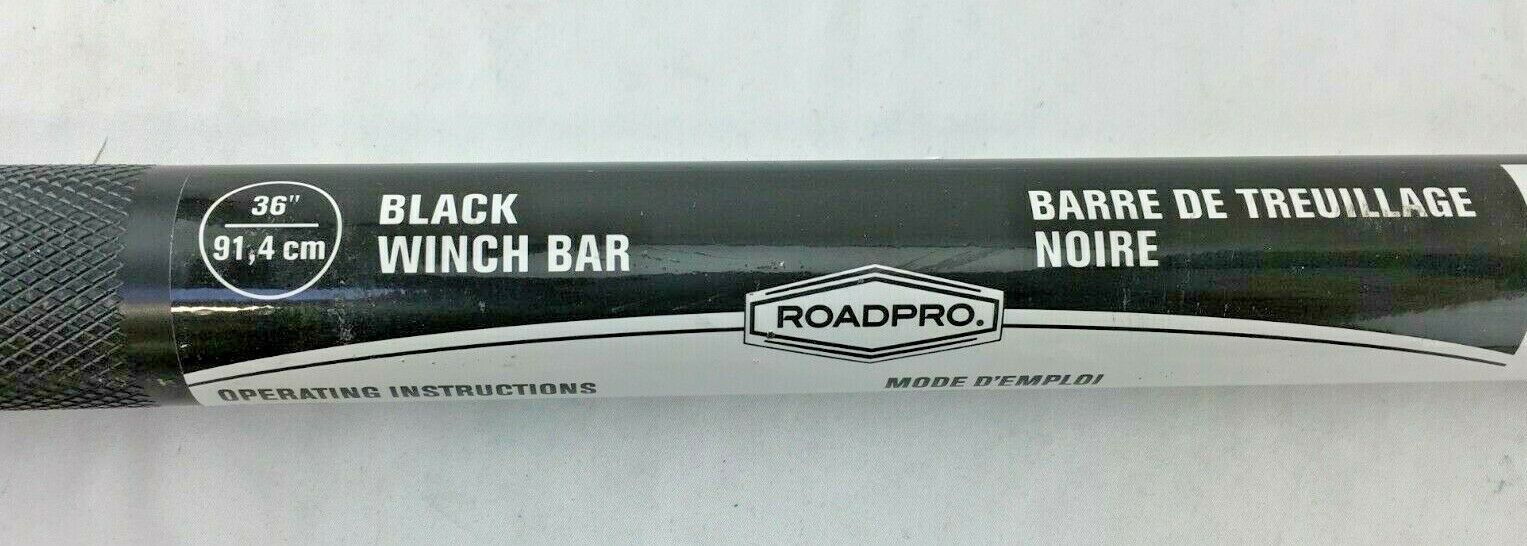 36"
91,4 cm
BLACK
WINCH BAR
BARRE DE TREUILLAGE
NOIRE
ROADPRO®
OPERATING INSTRUCTIONS
MODE D'EMPLOI